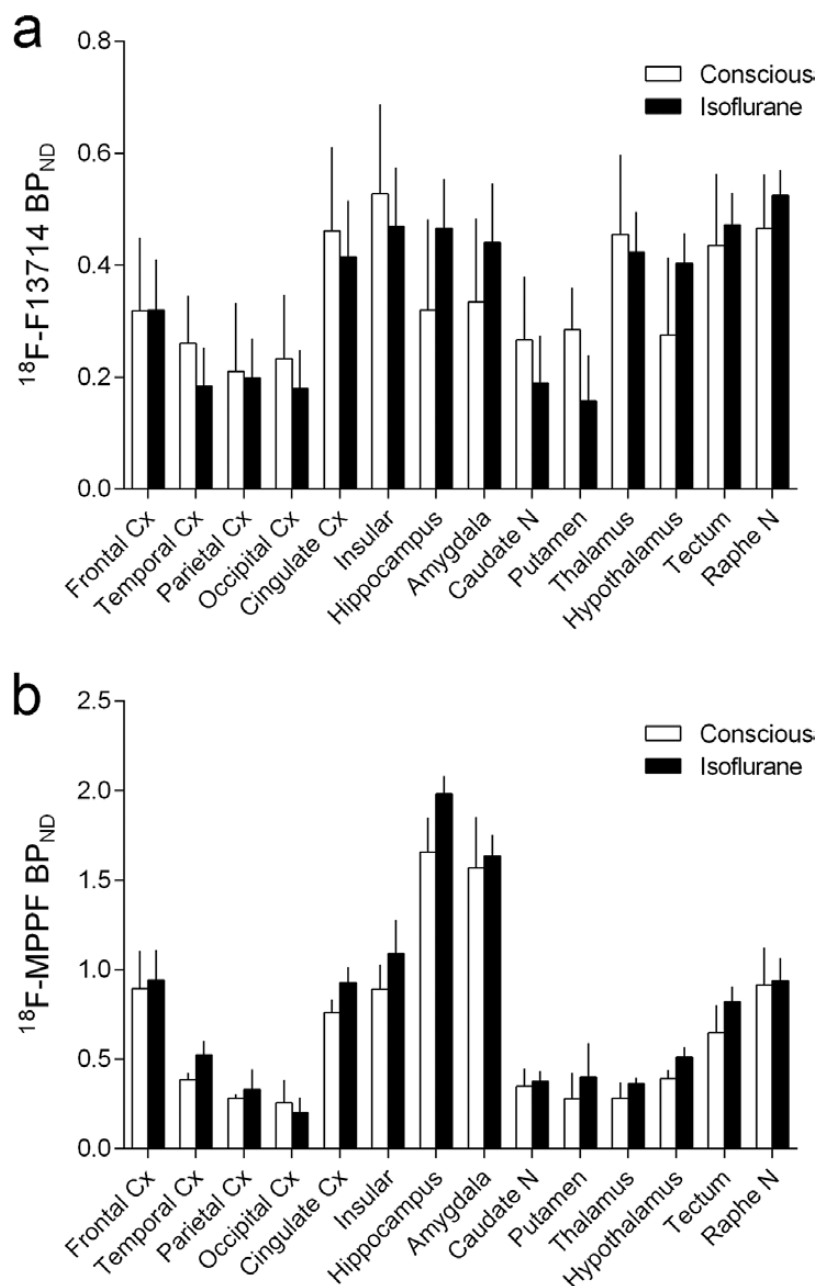 a
0.8
0.6
0.4
0.2
0.0
18F-F13714 BPND
Conscious
Isoflurane
Frontal Cx
Temporal Cx
Parietal Cx
Occipital Cx
Cingulate Cx
Insular
Hippocampus
Amygdala
Caudate N
Putamen
Thalamus
Hypothalamus
Tectum
Raphe N
b
2.5
2.0
1.5
1.0
0.5
0.0
18F-MPPF BPND
Conscious
Isoflurane
Frontal Cx
Temporal Cx
Parietal Cx
Occipital Cx
Cingulate Cx
Insular
Hippocampus
Amygdala
Caudate N
Putamen
Thalamus
Hypothalamus
Tectum
Raphe N